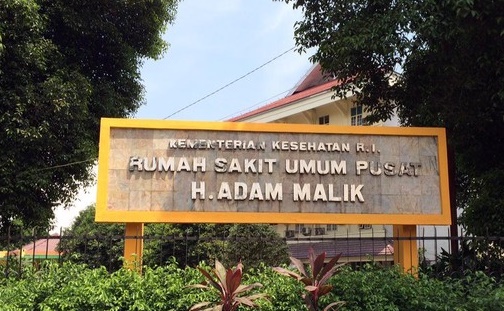 KEMENTERIAN KESEHATAN R.I.
RUMAH SAKIT UMUM PUSAT
H.ADAM MALIK